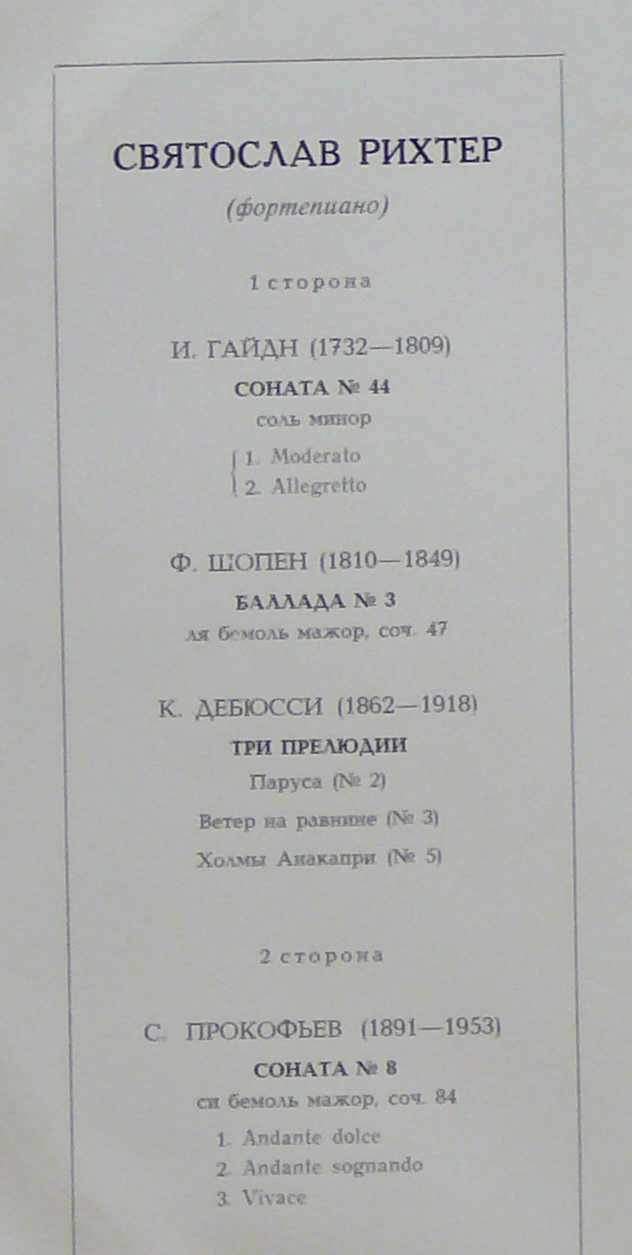 СВЯТОСЛАВ РИХТЕР
(фортепиано)
1 сторона
И. ГАЙДН (1732—1809)
СОНАТА № 44
соль минор
1. Moderato
2. Allegretto
Ф. ШОПЕН (1810—1849)
БАЛЛАДА № 3
ля бемоль мажор, соч. 47
К. ДЕБЮССИ (1862—1918)
ТРИ ПРЕЛЮДИИ
Паруса (№ 2)
Ветер на равнине (№ 3)
Холмы Анакапри (№ 5)
2 сторона
С. ПРОКОФЬЕВ (1891—1953)
СОНАТА № 8
си бемоль мажор, соч. 84
1. Andante dolce
2. Andante sognando
3. Vivace